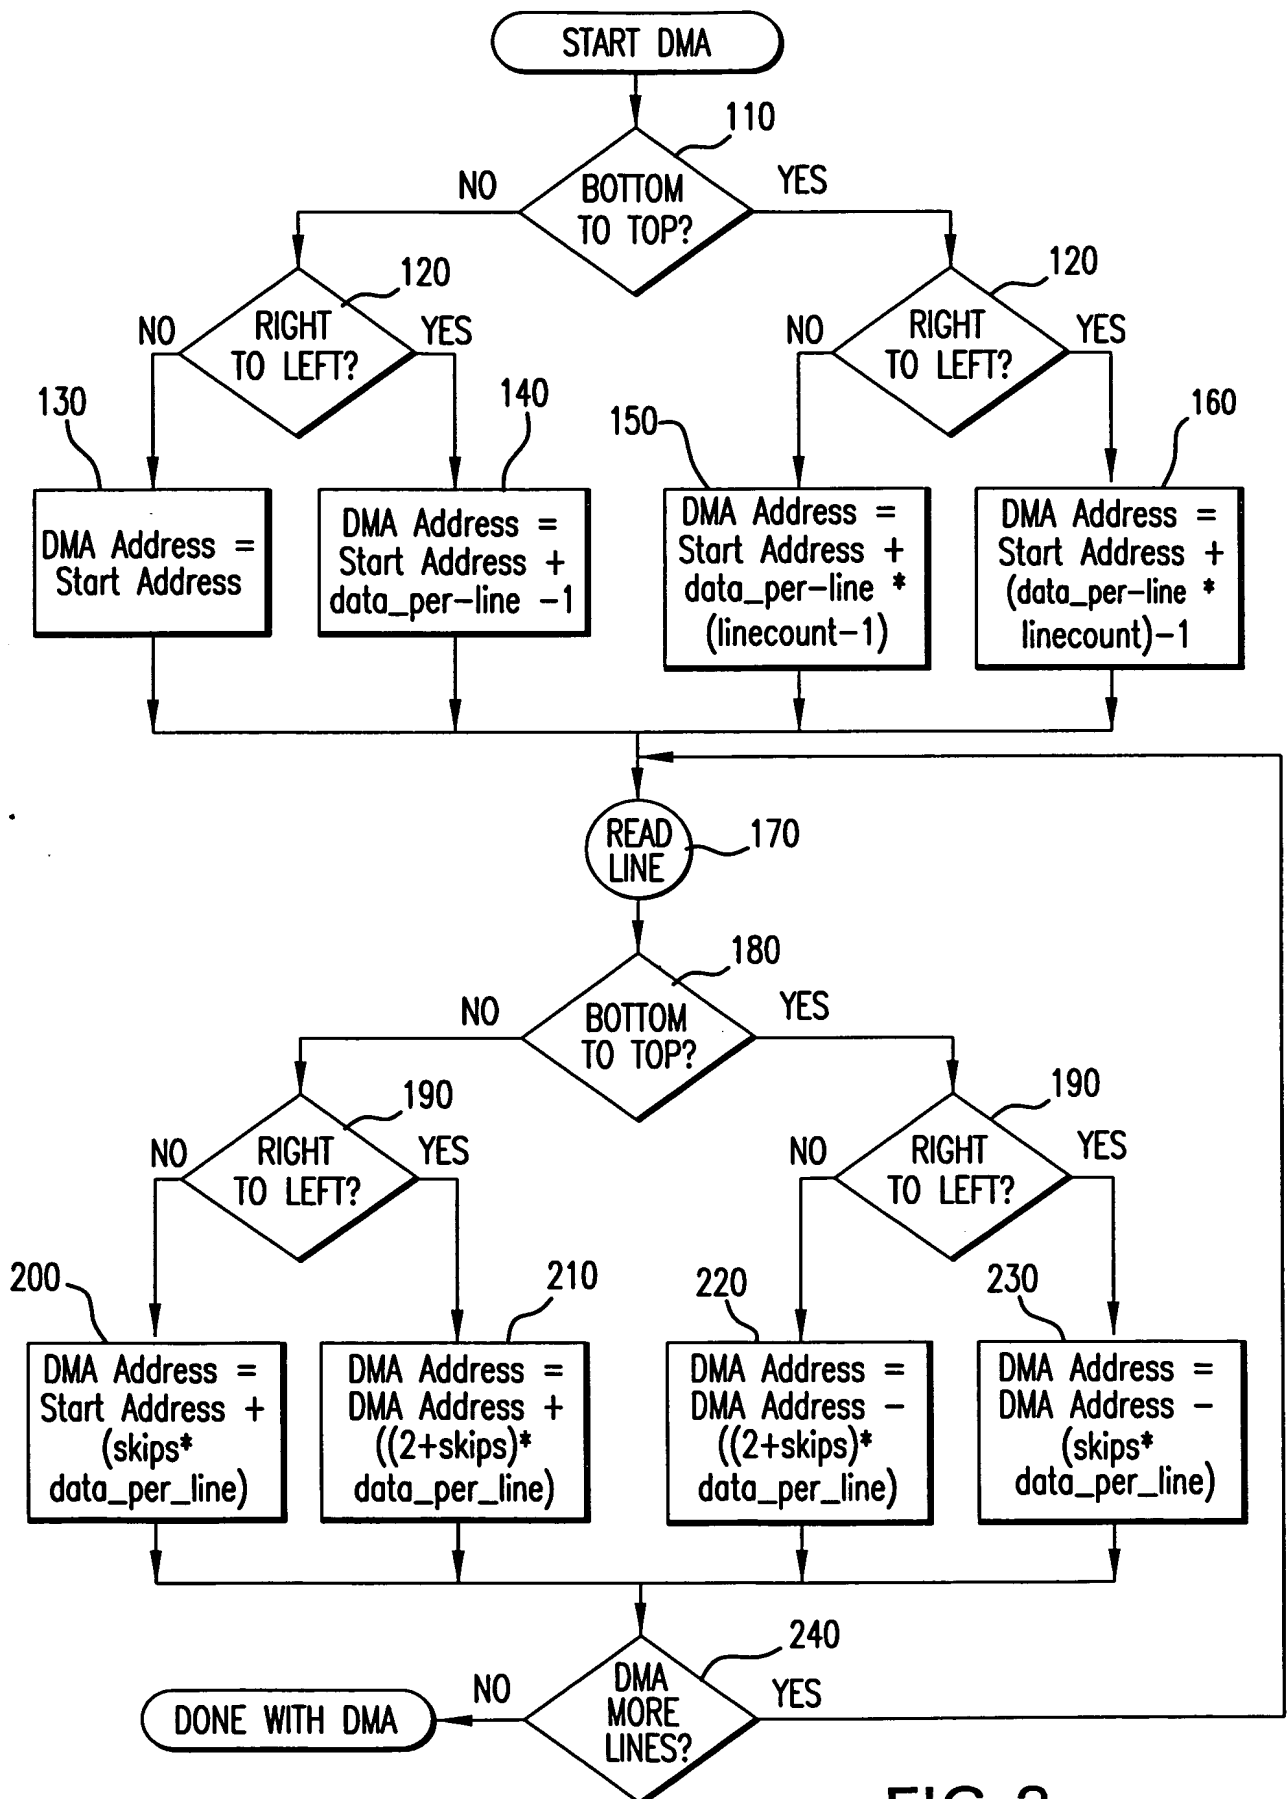 START DMA
110
BOTTOM
TO TOP?
NO
YES
120
RIGHT
TO LEFT?
NO
YES
120
RIGHT
TO LEFT?
NO
YES
130
DMA Address =
Start Address
140
DMA Address =
Start Address +
data_per-line -1
150
DMA Address =
Start Address +
data_per-line *
(linecount-1)
160
DMA Address =
Start Address +
(data_per-line *
linecount)-1
READ
LINE
170
180
BOTTOM
TO TOP?
NO
YES
190
RIGHT
TO LEFT?
NO
YES
190
RIGHT
TO LEFT?
NO
YES
200
DMA Address =
Start Address +
(skips*
data_per_line)
210
DMA Address =
DMA Address +
((2+skips)*
data_per_line)
220
DMA Address =
DMA Address -
((2+skips)*
data_per_line)
230
DMA Address =
DMA Address -
(skips*
data_per_line)
240
DMA
MORE
LINES?
NO
YES
DONE WITH DMA